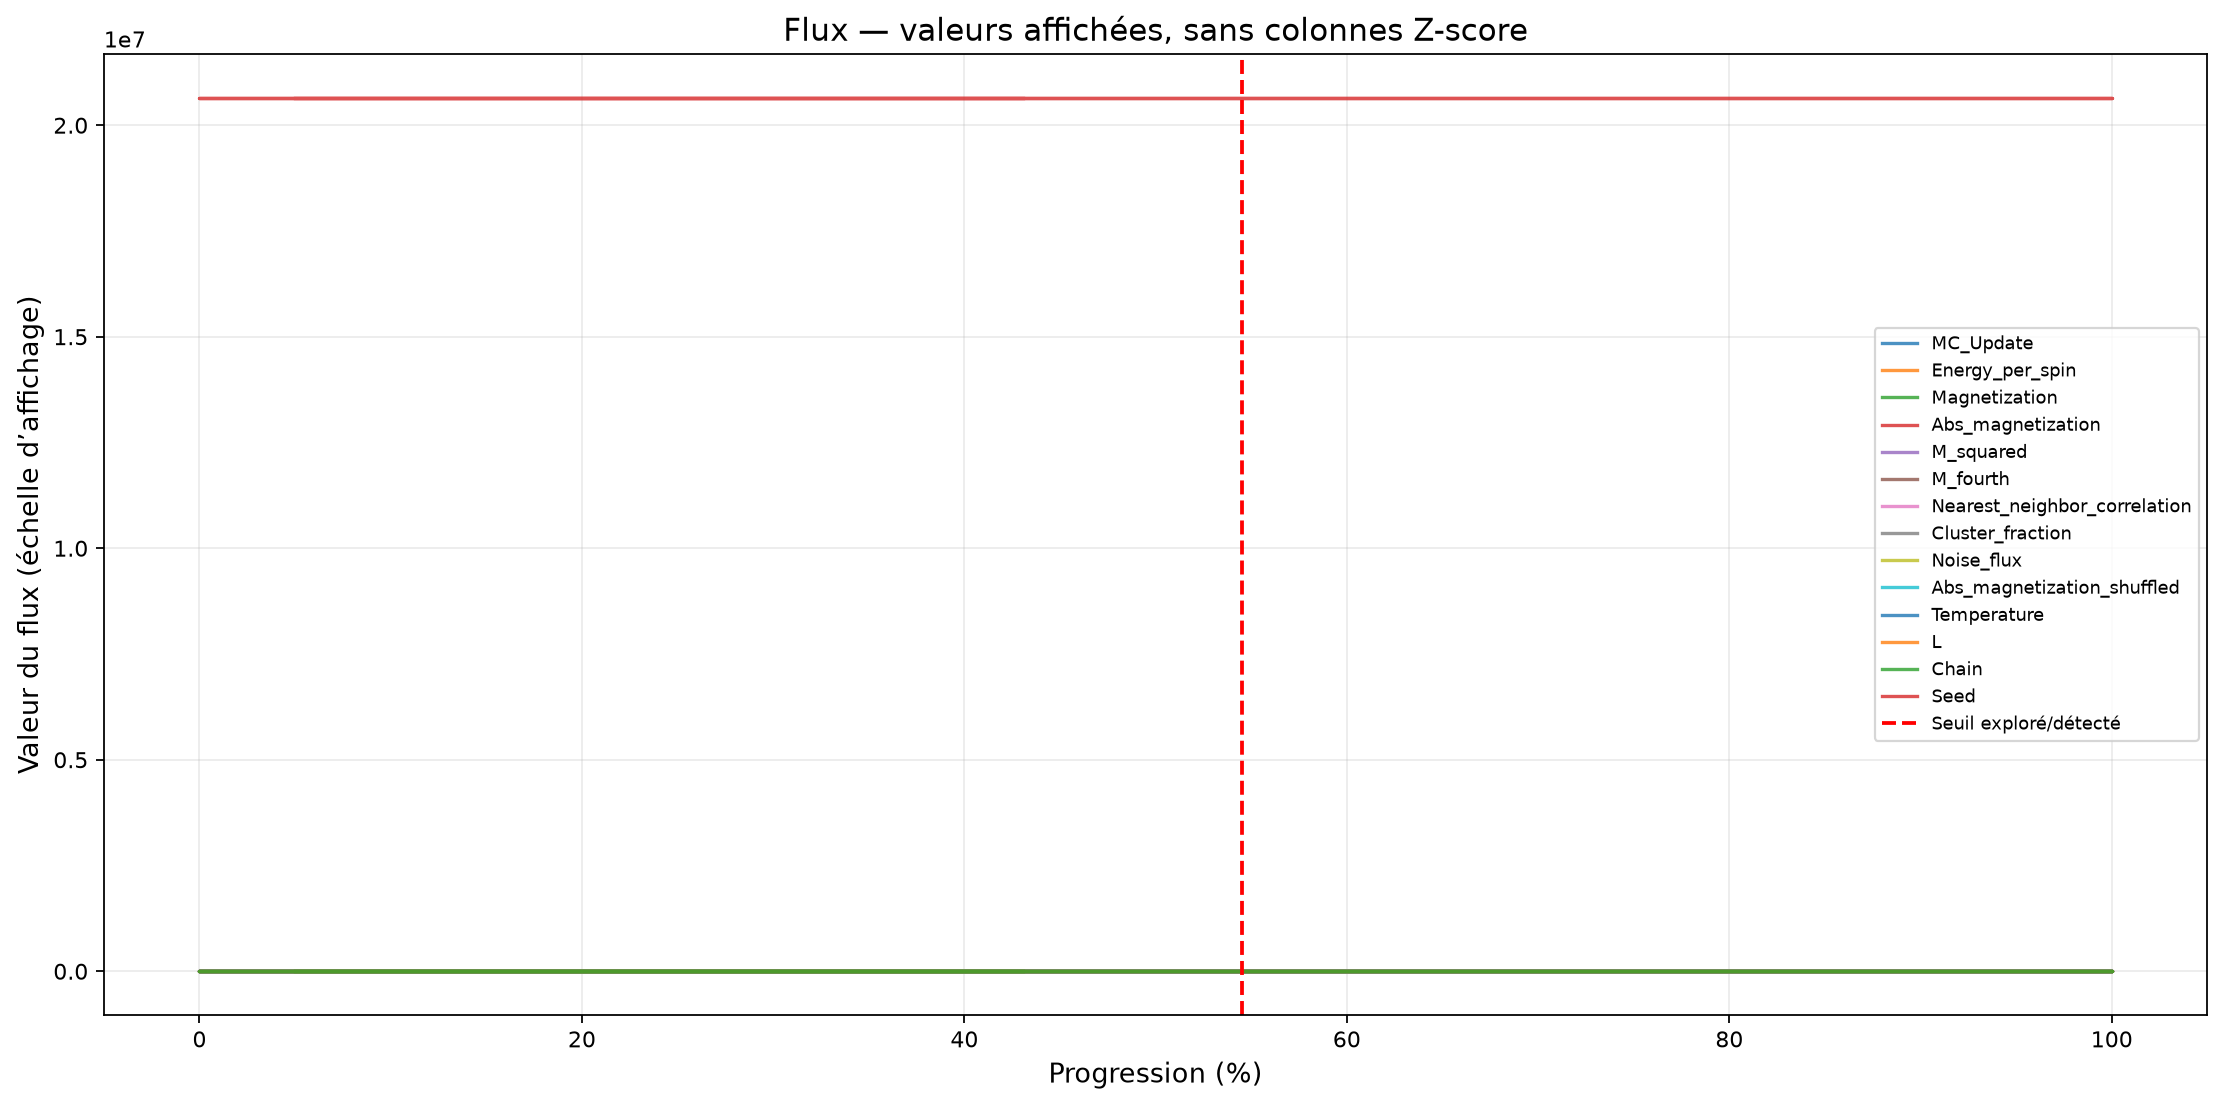 Flux — valeurs affichées, sans colonnes Z-score
1e7
2.0
1.5
1.0
0.5
0.0
Valeur du flux (échelle d’affichage)
0 20 40 60 80 100
Progression (%)
MC_Update
Energy_per_spin
Magnetization
Abs_magnetization
M_squared
M_fourth
Nearest_neighbor_correlation
Cluster_fraction
Noise_flux
Abs_magnetization_shuffled
Temperature
L
Chain
Seed
Seuil exploré/détecté